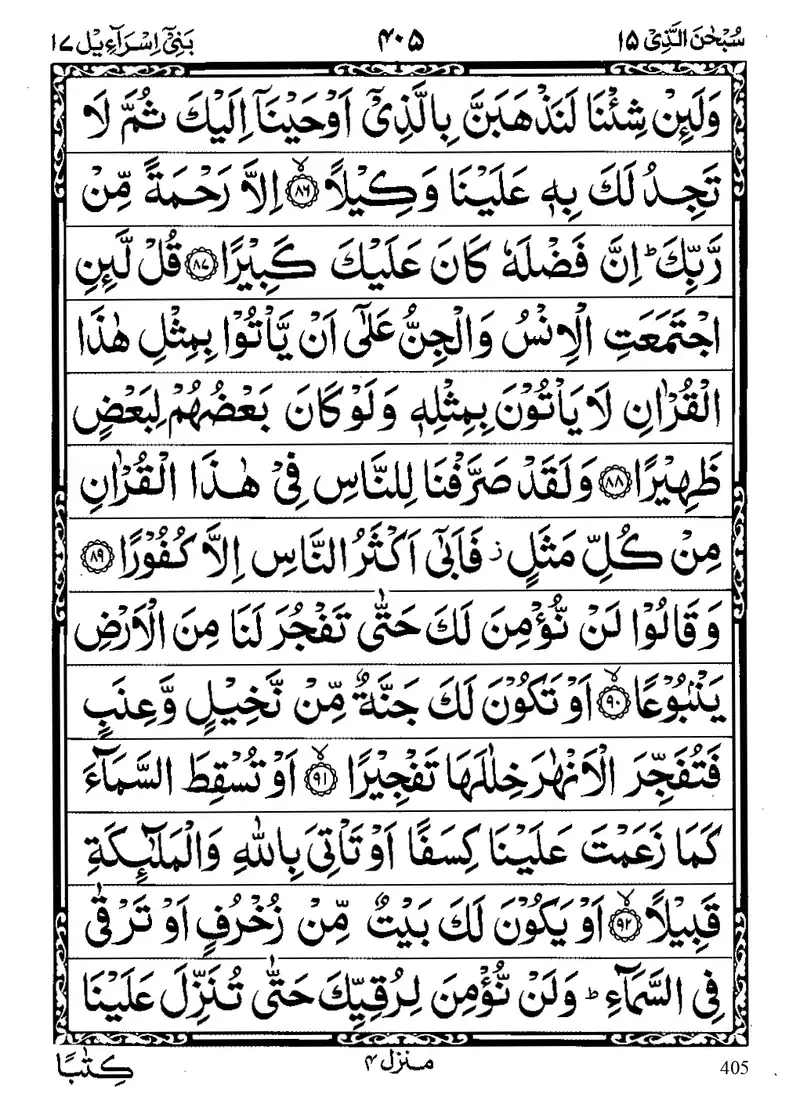 سُبْحٰنَ الَّذِیْۤ ۱۵ ۴۰۵ بَنِیْۤ اِسْرَآءِیْل ۱۷
وَلَىِٕنْ شِئْنَا لَنَذْهَبَنَّ بِالَّذِیْۤ اَوْحَیْنَاۤ اِلَیْكَ ثُمَّ لَا
تَجِدُ لَكَ بِهٖ عَلَیْنَا وَكِیْلًا ۙ۸۶ اِلَّا رَحْمَةً مِّنْ
رَّبِّكَ ؕ اِنَّ فَضْلَهٗ كَانَ عَلَیْكَ كَبِیْرًا ۸۷ قُلْ لَّىِٕنِ
اجْتَمَعَتِ الْاِنْسُ وَالْجِنُّ عَلٰۤی اَنْ یَّاْتُوْا بِمِثْلِ هٰذَا
الْقُرْاٰنِ لَا یَاْتُوْنَ بِمِثْلِهٖ وَلَوْ كَانَ بَعْضُهُمْ لِبَعْضٍ
ظَهِیْرًا ۸۸ وَلَقَدْ صَرَّفْنَا لِلنَّاسِ فِیْ هٰذَا الْقُرْاٰنِ
مِنْ كُلِّ مَثَلٍ ؗ فَاَبٰۤی اَكْثَرُ النَّاسِ اِلَّا كُفُوْرًا ۸۹
وَقَالُوْا لَنْ نُّؤْمِنَ لَكَ حَتّٰی تَفْجُرَ لَنَا مِنَ الْاَرْضِ
یَنْۢبُوْعًا ۙ۹۰ اَوْ تَكُوْنَ لَكَ جَنَّةٌ مِّنْ نَّخِیْلٍ وَّعِنَبٍ
فَتُفَجِّرَ الْاَنْهٰرَ خِلٰلَهَا تَفْجِیْرًا ۙ۹۱ اَوْ تُسْقِطَ السَّمَآءَ
كَمَا زَعَمْتَ عَلَیْنَا كِسَفًا اَوْ تَاْتِیَ بِاللّٰهِ وَالْمَلٰٓىِٕكَةِ
قَبِیْلًا ۙ۹۲ اَوْ یَكُوْنَ لَكَ بَیْتٌ مِّنْ زُخْرُفٍ اَوْ تَرْقٰی
فِی السَّمَآءِ ؕ وَلَنْ نُّؤْمِنَ لِرُقِیِّكَ حَتّٰی تُنَزِّلَ عَلَیْنَا
405 منزل ۴ كِتٰبًا